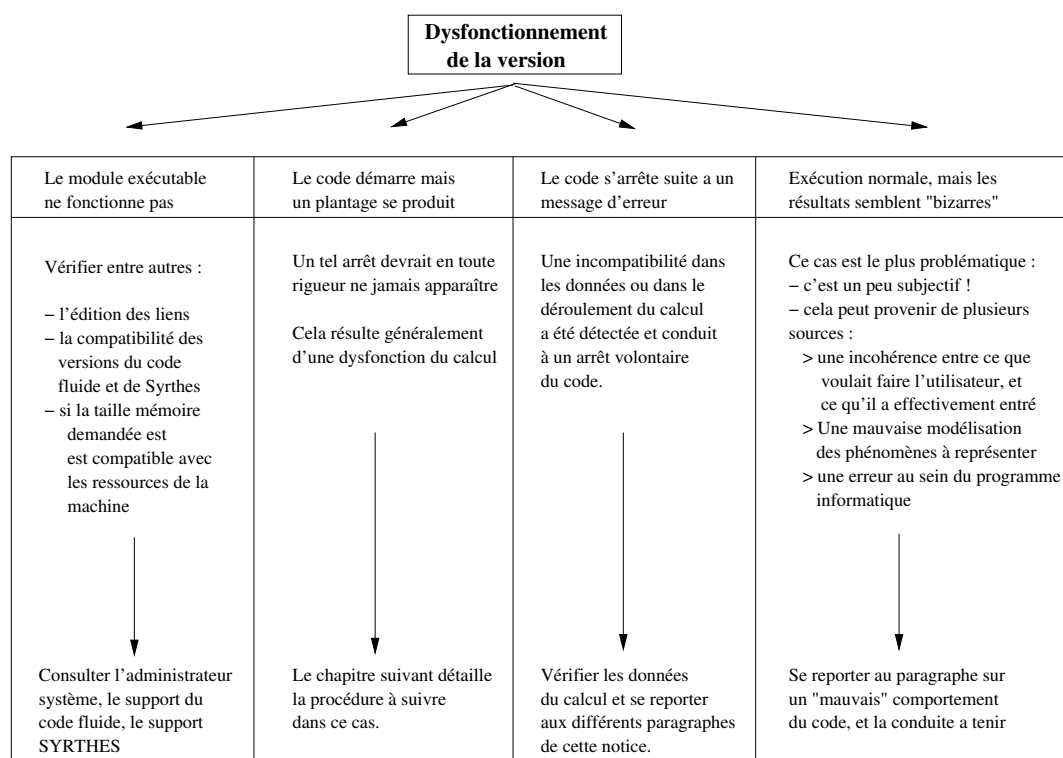 Dysfonctionnement
de la version
Le module exécutable
ne fonctionne pas
Vérifier entre autres :
− l'édition des liens
− la compatibilité des
versions du code
fluide et de Syrthes
− si la taille mémoire
demandée est
est compatible avec
les ressources de la
machine
Consulter l'administrateur
système, le support du
code fluide, le support
SYRTHES
Le code démarre mais
un plantage se produit
Un tel arrêt devrait en toute
rigueur ne jamais apparaître
Cela résulte généralement
d'une dysfonction du calcul
Le chapitre suivant détaille
la procédure à suivre
dans ce cas.
Le code s'arrête suite a un
message d'erreur
Une incompatibilité dans
les données ou dans le
déroulement du calcul
a été détectée et conduit
à un arrêt volontaire
du code.
Vérifier les données
du calcul et se reporter
aux différents paragraphes
de cette notice.
Exécution normale, mais les
résultats semblent "bizarres"
Ce cas est le plus problématique :
− c'est un peu subjectif !
− cela peut provenir de plusieurs
sources :
> une incohérence entre ce que
voulait faire l'utilisateur, et
ce qu'il a effectivement entré
> Une mauvaise modélisation
des phénomènes à représenter
> une erreur au sein du programme
informatique
Se reporter au paragraphe sur
un "mauvais" comportement
du code, et la conduite a tenir